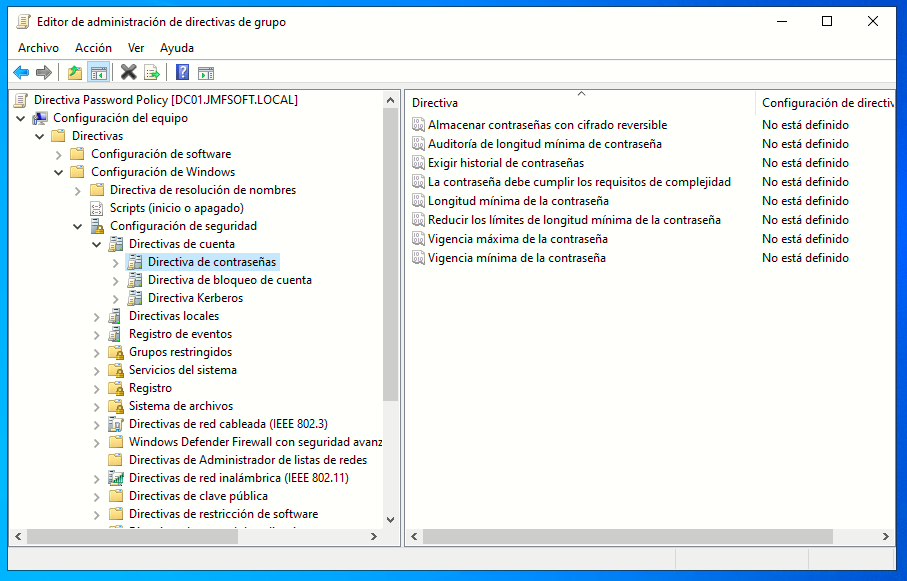 Editor de administración de directivas de grupo
Archivo Acción Ver Ayuda
Directiva Password Policy [DC01.JMFSOFT.LOCAL]
Configuración del equipo
Directivas
Configuración de software
Configuración de Windows
Directiva de resolución de nombres
Scripts (inicio o apagado)
Configuración de seguridad
Directivas de cuenta
Directiva de contraseñas
Directiva de bloqueo de cuenta
Directiva Kerberos
Directivas locales
Registro de eventos
Grupos restringidos
Servicios del sistema
Registro
Sistema de archivos
Directivas de red cableada (IEEE 802.3)
Windows Defender Firewall con seguridad avanz
Directivas de Administrador de listas de redes
Directivas de red inalámbrica (IEEE 802.11)
Directivas de clave pública
Directivas de restricción de software
Directiva Configuración de directiv
Almacenar contraseñas con cifrado reversible No está definido
Auditoría de longitud mínima de contraseña No está definido
Exigir historial de contraseñas No está definido
La contraseña debe cumplir los requisitos de complejidad No está definido
Longitud mínima de la contraseña No está definido
Reducir los límites de longitud mínima de la contraseña No está definido
Vigencia máxima de la contraseña No está definido
Vigencia mínima de la contraseña No está definido